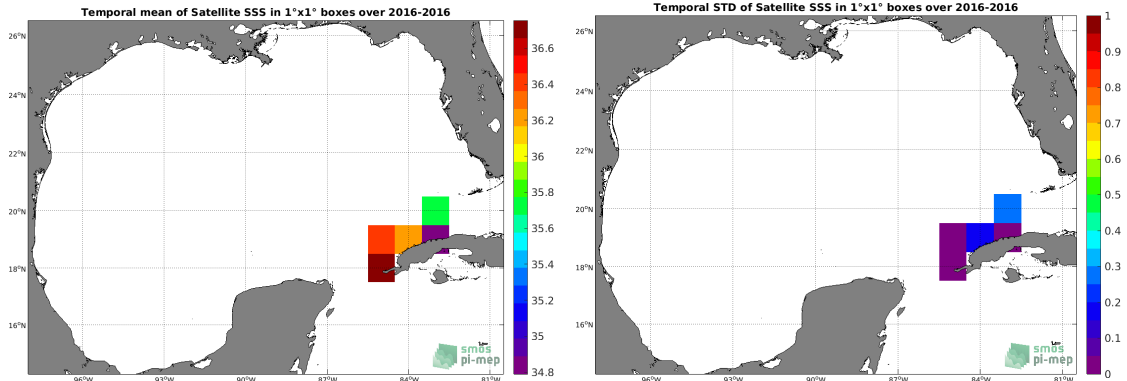 Temporal mean of Satellite SSS in 1°x1° boxes over 2016-2016
26°N
24°N
22°N
20°N
18°N
16°N
96°W
93°W
90°W
87°W
84°W
81°W
36.6
36.4
36.2
36
35.8
35.6
35.4
35.2
35
34.8
smos
pi-mep
Temporal STD of Satellite SSS in 1°x1° boxes over 2016-2016
26°N
24°N
22°N
20°N
18°N
16°N
96°W
93°W
90°W
87°W
84°W
81°W
1
0.9
0.8
0.7
0.6
0.5
0.4
0.3
0.2
0.1
0
smos
pi-mep